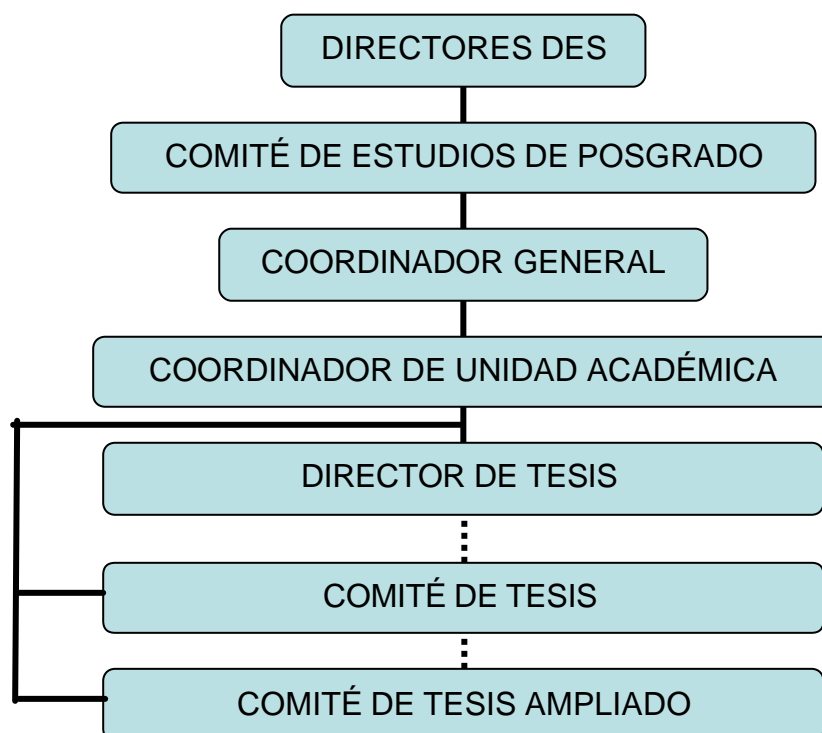 DIRECTORES DES
COMITÉ DE ESTUDIOS DE POSGRADO
COORDINADOR GENERAL
COORDINADOR DE UNIDAD ACADÉMICA
DIRECTOR DE TESIS
COMITÉ DE TESIS
COMITÉ DE TESIS AMPLIADO